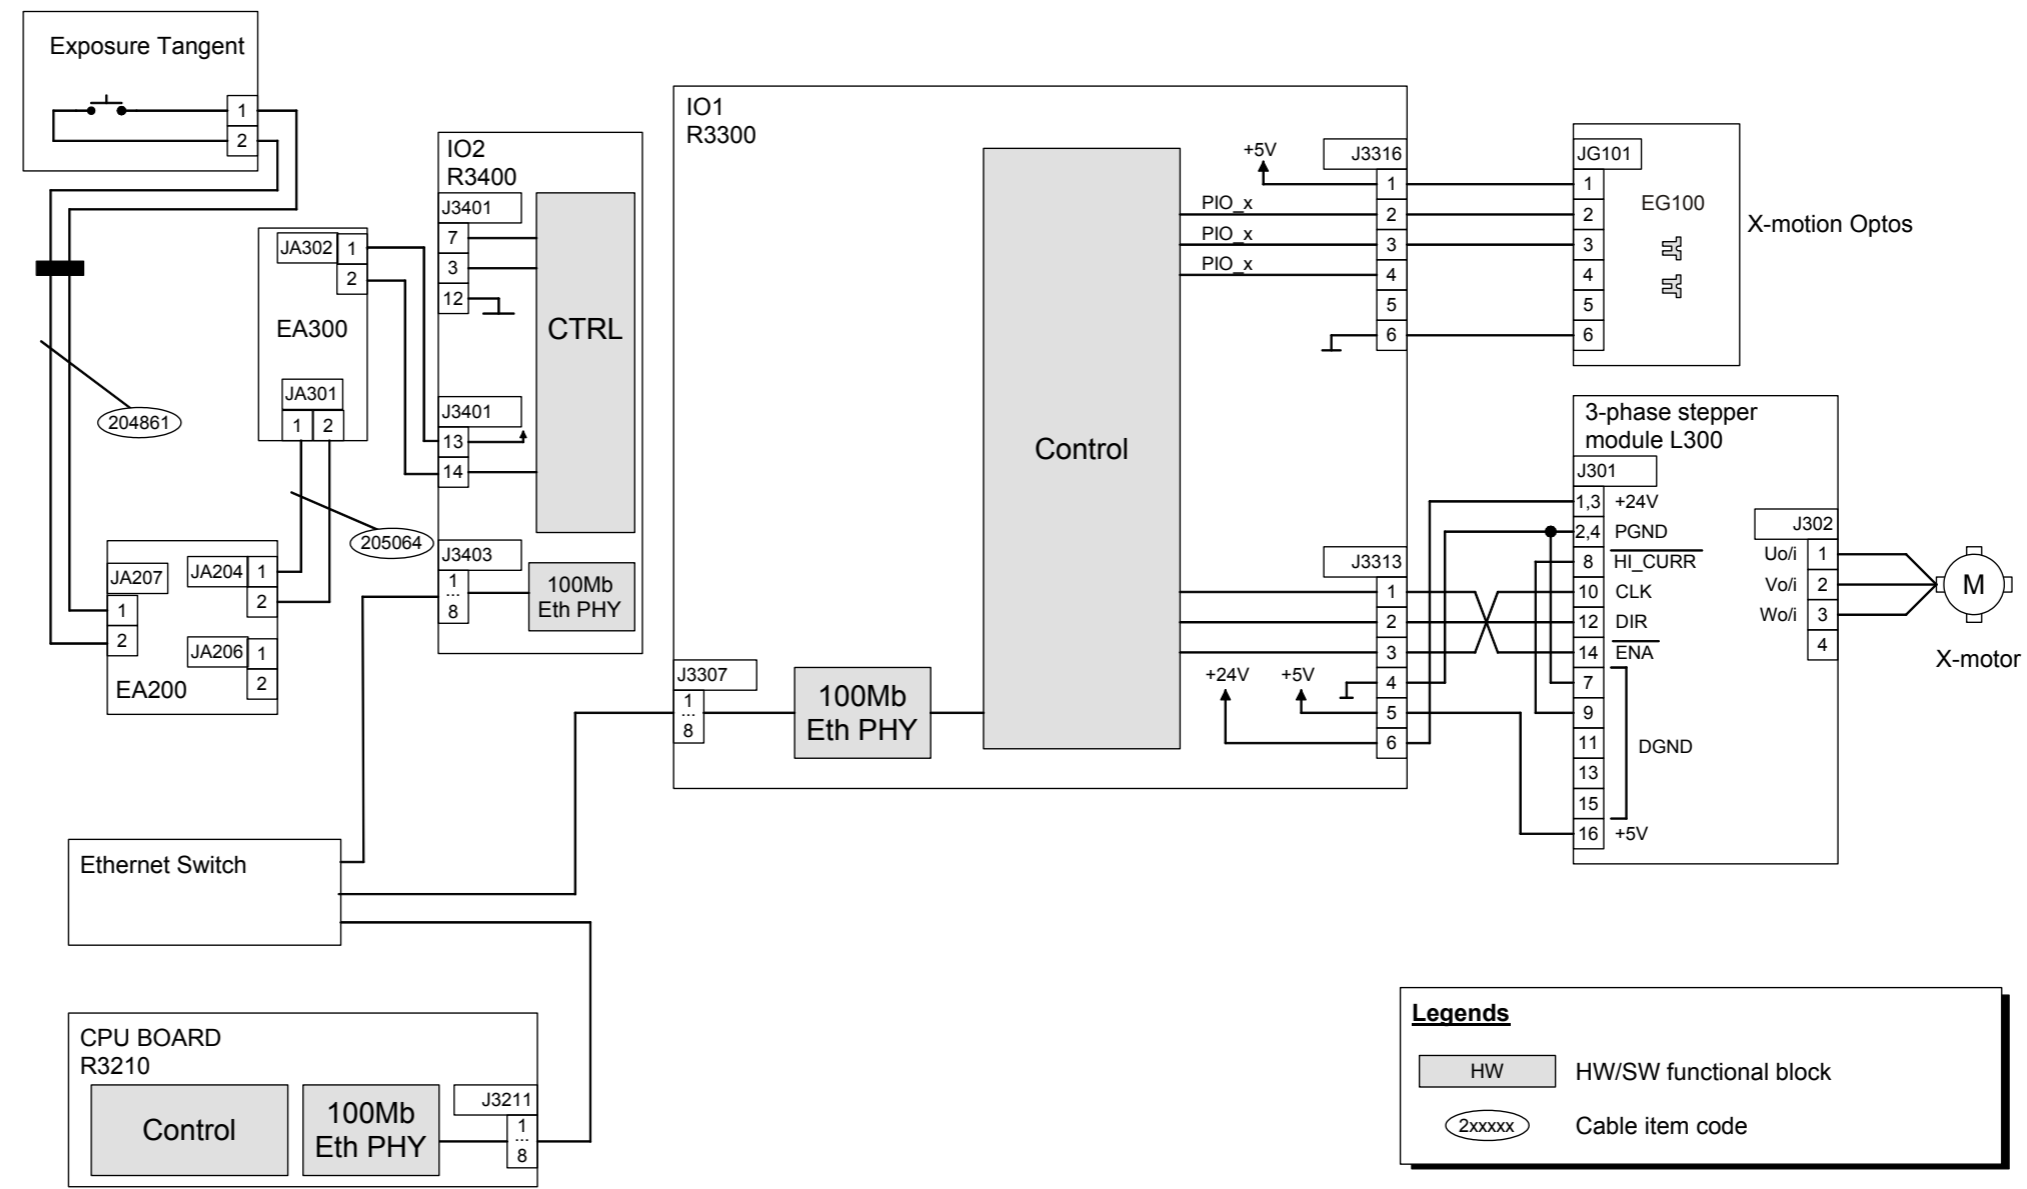 Exposure Tangent
1
2
IO2
R3400
J3401
7
3
12
CTRL
J3401
13
14
J3403
1
...
8
100Mb
Eth PHY
JA302
1
2
EA300
JA301
1 2
204861
205064
JA207
1
2
JA204
1
2
JA206
1
2
EA200
Ethernet Switch
CPU BOARD
R3210
Control
100Mb
Eth PHY
J3211
1
...
8
IO1
R3300
Control
J3307
1
...
8
100Mb
Eth PHY
+5V
PIO_x
PIO_x
PIO_x
J3316
1
2
3
4
5
6
J3313
1
2
3
4
5
6
+24V
+5V
JG101
1
2
3
4
5
6
EG100
X-motion Optos
3-phase stepper
module L300
J301
1,3 +24V
2,4 PGND
8 HI_CURR
10 CLK
12 DIR
14 ENA
7
9
11
13
15
DGND
16 +5V
J302
Uo/i 1
Vo/i 2
Wo/i 3
4
M
X-motor
Legends
HW HW/SW functional block
2xxxxx Cable item code